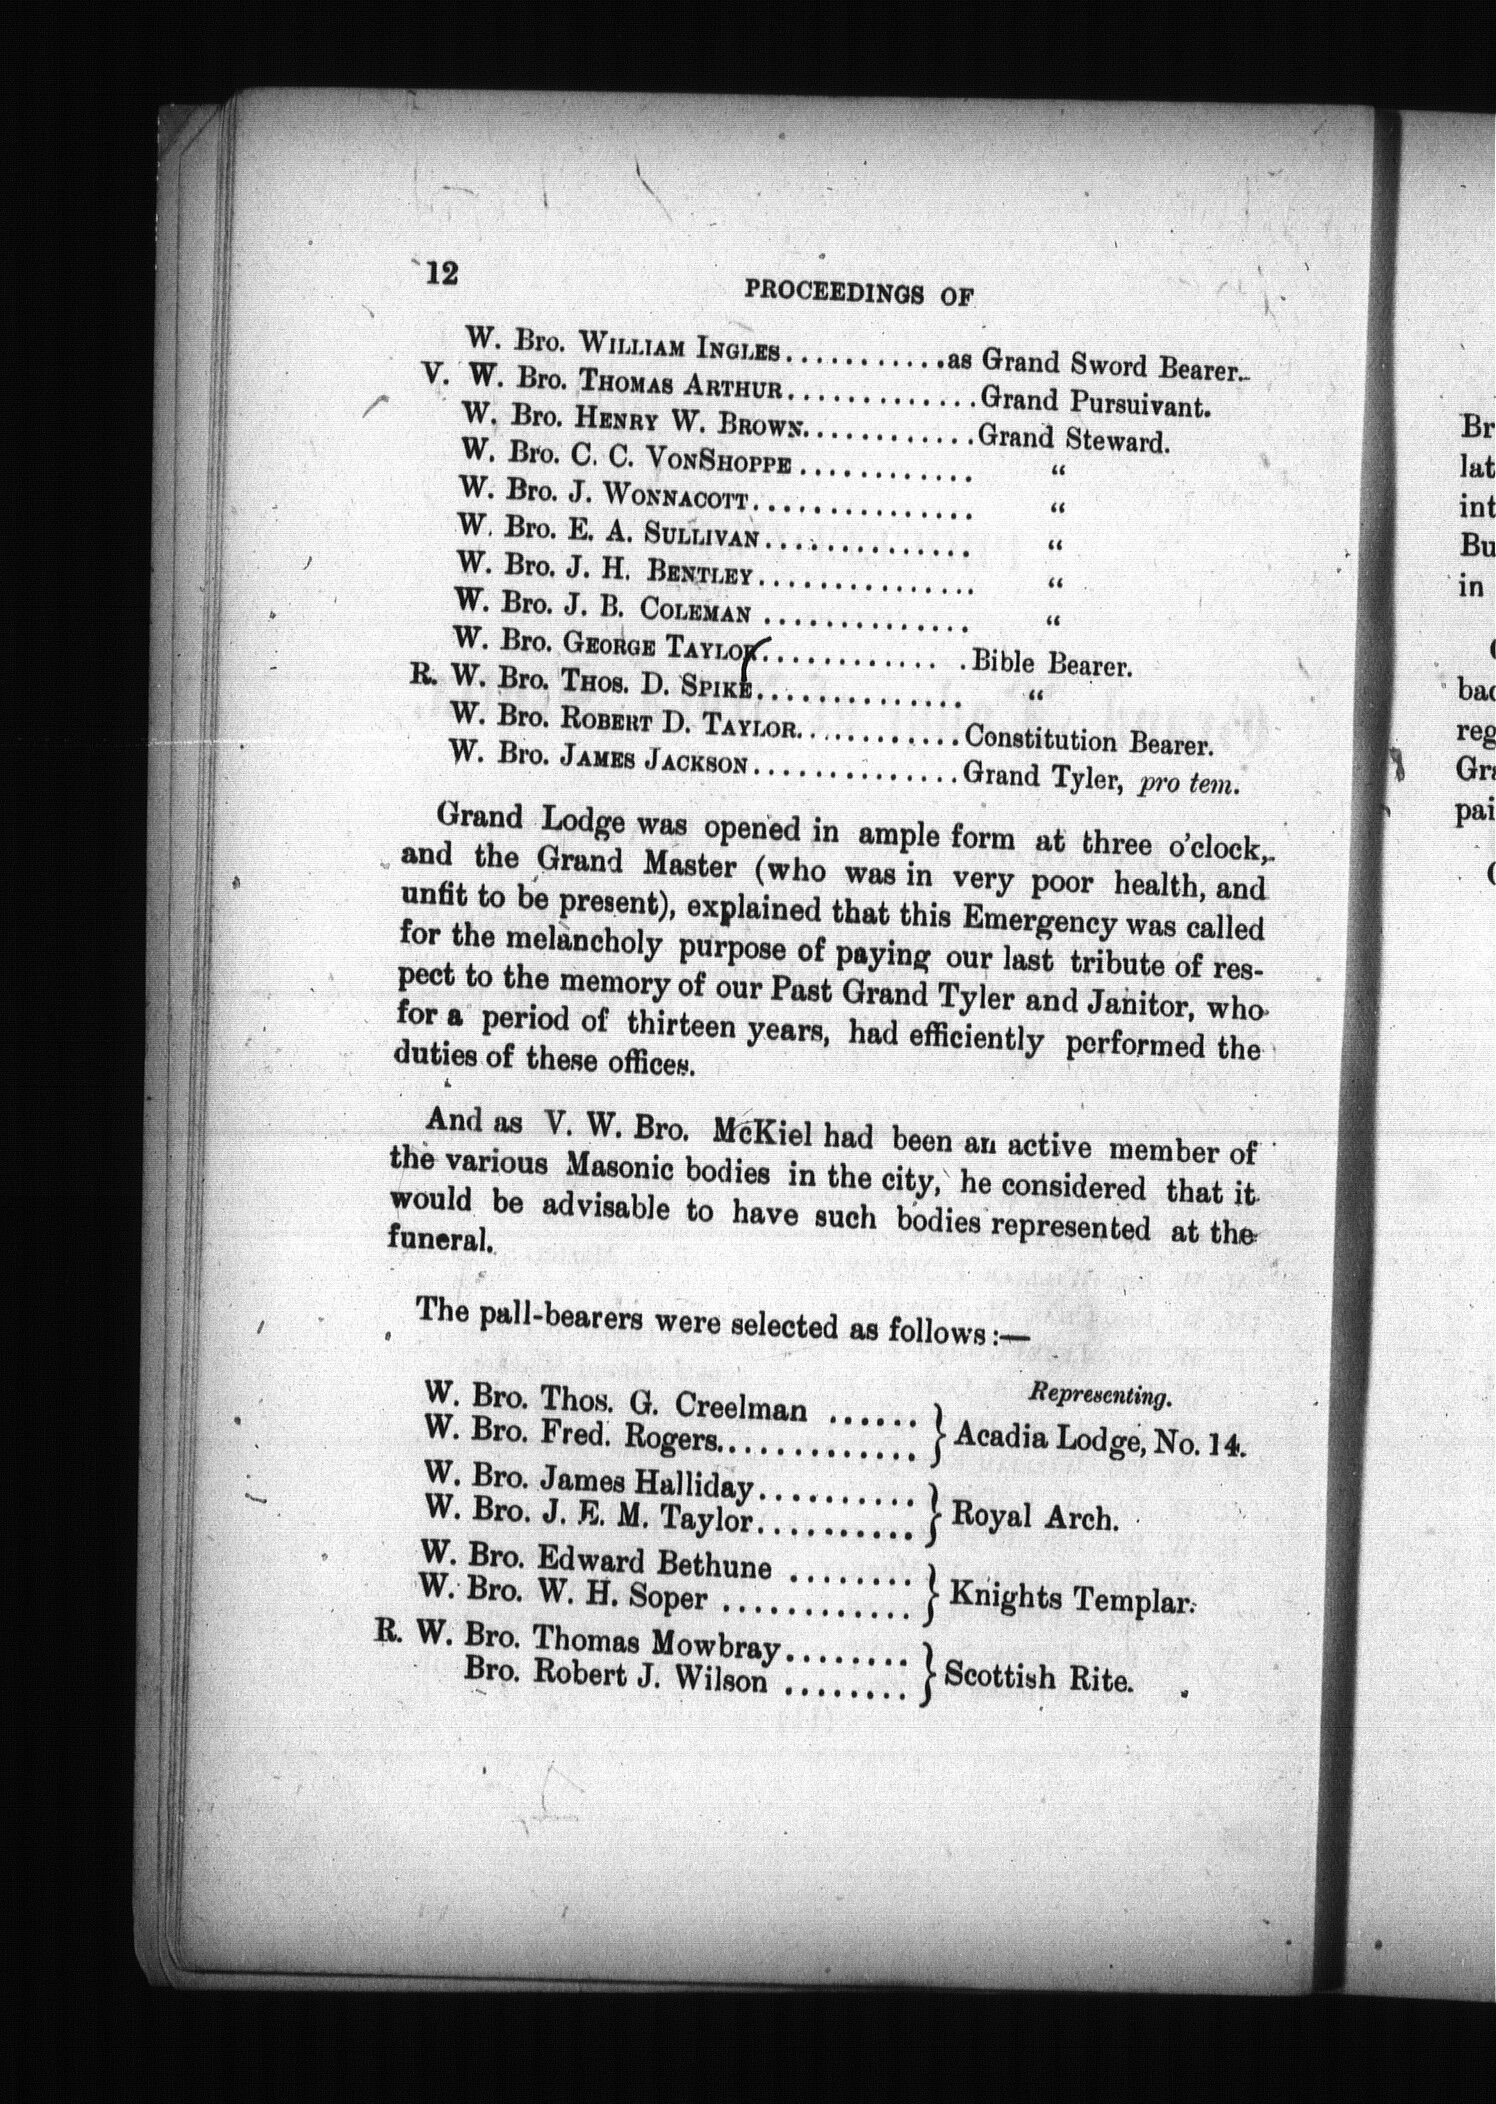 12
PROCEEDINGS OF
W. Bro. WILLIAM INGLES...........as Grand Sword Bearer.
V. W. Bro. THOMAS ARTHUR.............Grand Pursuivant.
W. Bro. HENRY W. BROWN............Grand Steward.
W. Bro. C. C. VONSHOPPE............ “
W. Bro. J. WONNACOTT............... “
W. Bro. E. A. SULLIVAN.............. “
W. Bro. J. H. BENTLEY.............. “
W. Bro. J. B. COLEMAN .............. “
W. Bro. GEORGE TAYLOR............ .Bible Bearer.
R. W. Bro. THOS. D. SPIKE.............. “
W. Bro. ROBERT D. TAYLOR...........Constitution Bearer.
W. Bro. JAMES JACKSON..............Grand Tyler, pro tem.
Grand Lodge was opened in ample form at three o’clock,
and the Grand Master (who was in very poor health, and
unfit to be present), explained that this Emergency was called
for the melancholy purpose of paying our last tribute of res-
pect to the memory of our Past Grand Tyler and Janitor, who
for a period of thirteen years, had efficiently performed the
duties of these offices.
And as V. W. Bro. McKiel had been an active member of
the various Masonic bodies in the city, he considered that it
would be advisable to have such bodies represented at the
funeral.
The pall-bearers were selected as follows:—
Representing.
W. Bro. Thos. G. Creelman ......
W. Bro. Fred. Rogers.............} Acadia Lodge, No. 14.
W. Bro. James Halliday..........
W. Bro. J. E. M. Taylor..........} Royal Arch.
W. Bro. Edward Bethune ........
W. Bro. W. H. Soper ............} Knights Templar.
R. W. Bro. Thomas Mowbray........
Bro. Robert J. Wilson ........} Scottish Rite.
Br
lat
int
Bu
in
bac
reg
Gra
pai